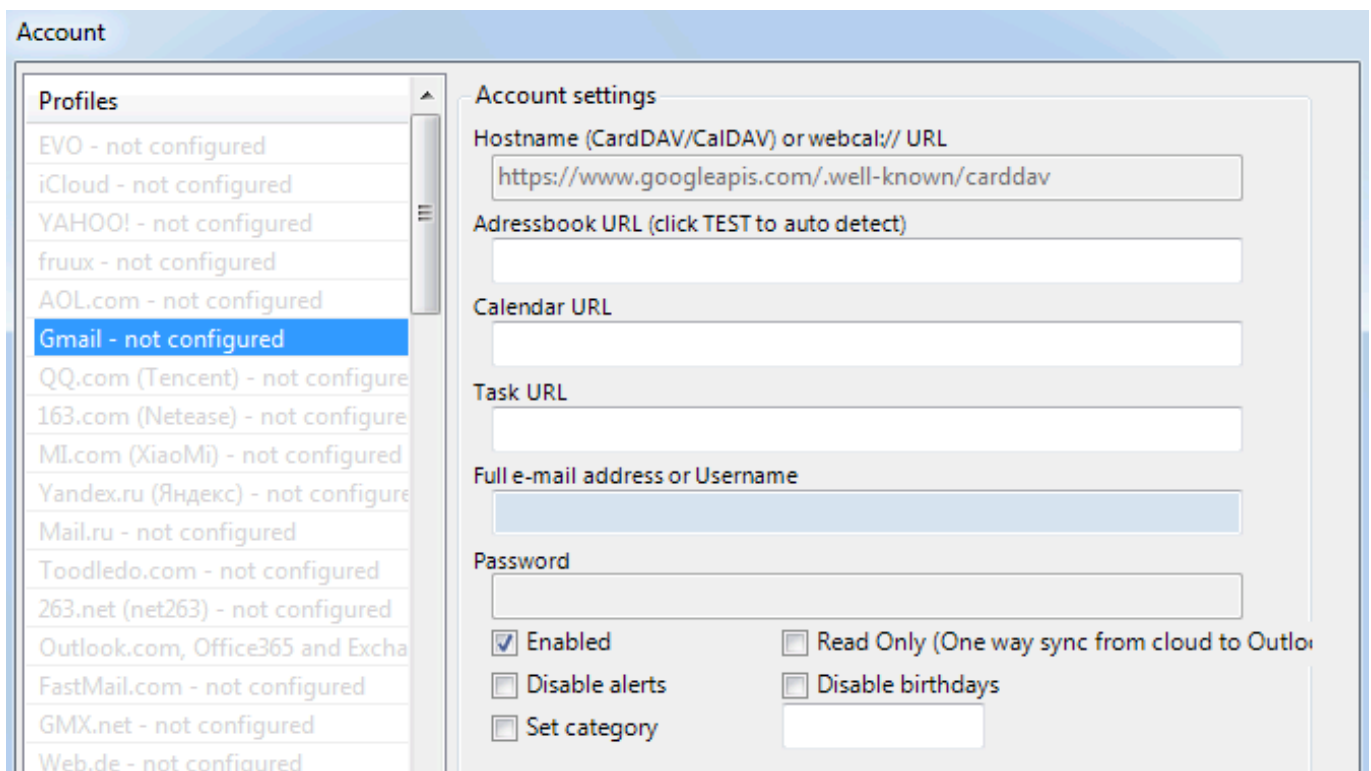 Account
Profiles
EVO - not configured
iCloud - not configured
YAHOO! - not configured
fruux - not configured
AOL.com - not configured
Gmail - not configured
QQ.com (Tencent) - not configure
163.com (Netease) - not configure
MI.com (XiaoMi) - not configured
Yandex.ru (Яндекс) - not configure
Mail.ru - not configured
Toodledo.com - not configured
263.net (net263) - not configured
Outlook.com, Office365 and Excha
FastMail.com - not configured
GMX.net - not configured
Web.de - not configured
Account settings
Hostname (CardDAV/CalDAV) or webcal:// URL
https://www.googleapis.com/.well-known/carddav
Adressbook URL (click TEST to auto detect)
Calendar URL
Task URL
Full e-mail address or Username
Password
Enabled
Read Only (One way sync from cloud to Outlo
Disable alerts
Disable birthdays
Set category